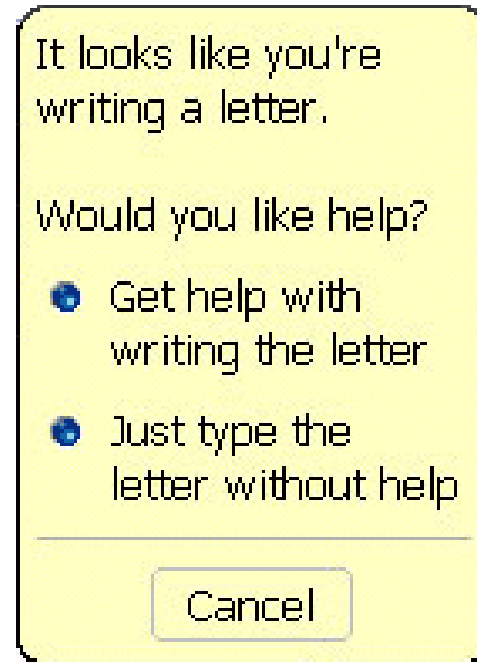 It looks like you're
writing a letter.
Would you like help?
Get help with
writing the letter
Just type the
letter without help
Cancel